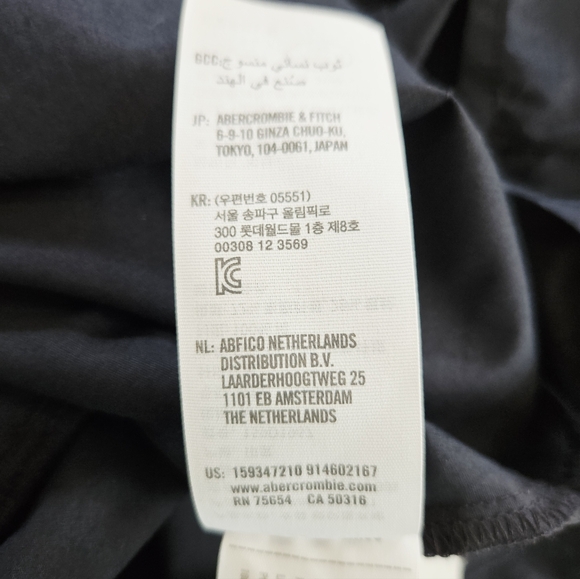 GCC: ثوب نسائي منسوج
صنع في الهند
JP: ABERCROMBIE & FITCH
6-9-10 GINZA CHUO-KU,
TOKYO, 104-0061, JAPAN
KR: (우편번호 05551)
서울 송파구 올림픽로
300 롯데월드몰 1층 제8호
00308 12 3569
NL: ABFICO NETHERLANDS
DISTRIBUTION B.V.
LAARDERHOOGTWEG 25
1101 EB AMSTERDAM
THE NETHERLANDS
US: 159347210 914602167
www.abercrombie.com
RN 75654 CA 50316